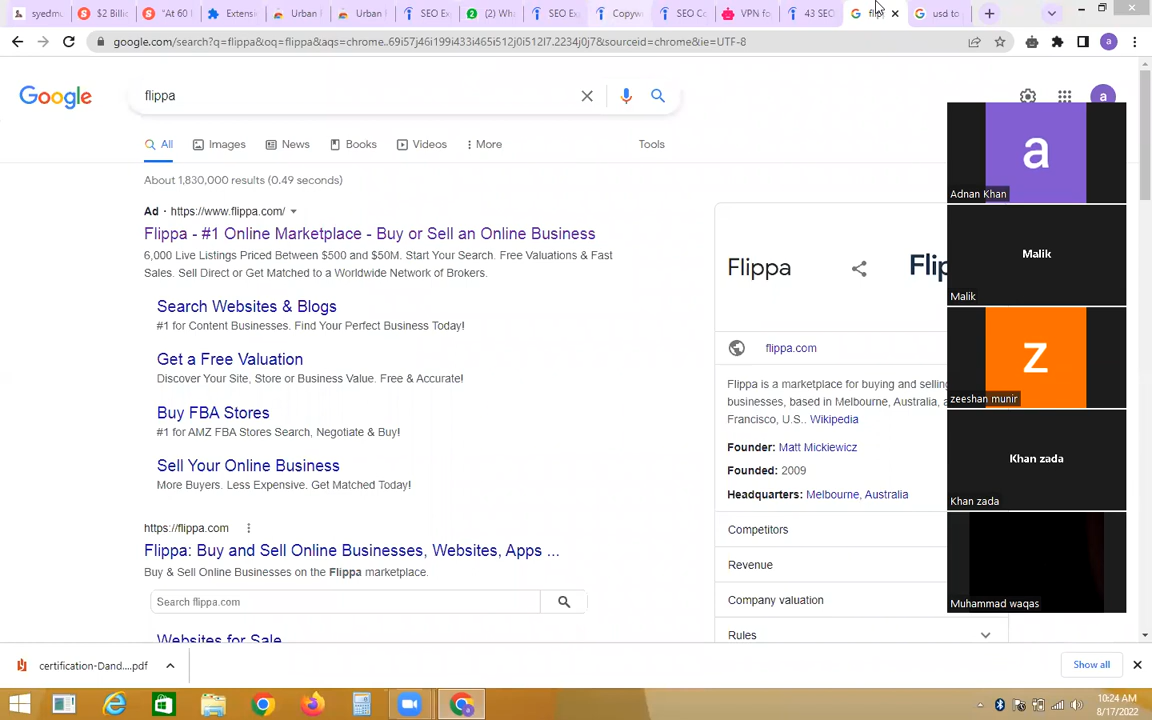 syedmu
$2 Billio
"At 60 I
Extensio
Urban F
Urban F
SEO Exp
(2) Wha
SEO Exp
Copywr
SEO Co
VPN fo
43 SEO
flip
usd to
google.com/search?q=flippa&oq=flippa&aqs=chrome..69i57j46i199i433i465i512j0i512l7.2234j0j7&sourceid=chrome&ie=UTF-8
a
Google
flippa
a
All
Images
News
Books
Videos
More
Tools
About 1,830,000 results (0.49 seconds)
Ad · https://www.flippa.com/
Flippa - #1 Online Marketplace - Buy or Sell an Online Business
6,000 Live Listings Priced Between $500 and $50M. Start Your Search. Free Valuations & Fast
Sales. Sell Direct or Get Matched to a Worldwide Network of Brokers.
Search Websites & Blogs
#1 for Content Businesses. Find Your Perfect Business Today!
Get a Free Valuation
Discover Your Site, Store or Business Value. Free & Accurate!
Buy FBA Stores
#1 for AMZ FBA Stores Search, Negotiate & Buy!
Sell Your Online Business
More Buyers. Less Expensive. Get Matched Today!
https://flippa.com
Flippa: Buy and Sell Online Businesses, Websites, Apps ...
Buy & Sell Online Businesses on the Flippa marketplace.
Search flippa.com
Websites for Sale
Flippa
Flip
flippa.com
Flippa is a marketplace for buying and selling
businesses, based in Melbourne, Australia, a
Francisco, U.S.. Wikipedia
Founder: Matt Mickiewicz
Founded: 2009
Headquarters: Melbourne, Australia
Competitors
Revenue
Company valuation
Rules
a
Adnan Khan
Malik
Malik
z
zeeshan munir
Khan zada
Khan zada
Muhammad waqas
certification-Dand....pdf
Show all
10:24 AM
8/17/2022